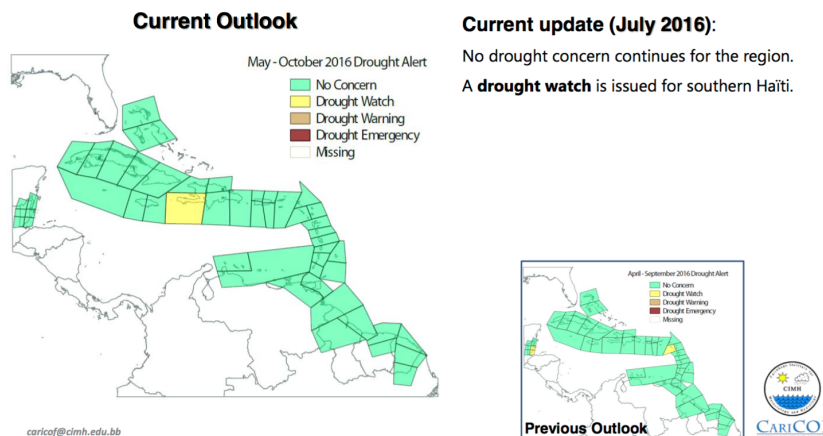 Current Outlook
May - October 2016 Drought Alert
No Concern
Drought Watch
Drought Warning
Drought Emergency
Missing
Current update (July 2016):
No drought concern continues for the region.
A drought watch is issued for southern Haïti.
April - September 2016 Drought Alert
No Concern
Drought Watch
Drought Warning
Drought Emergency
Missing
Previous Outlook
CIMH
CARICO
caricof@cimh.edu.bb